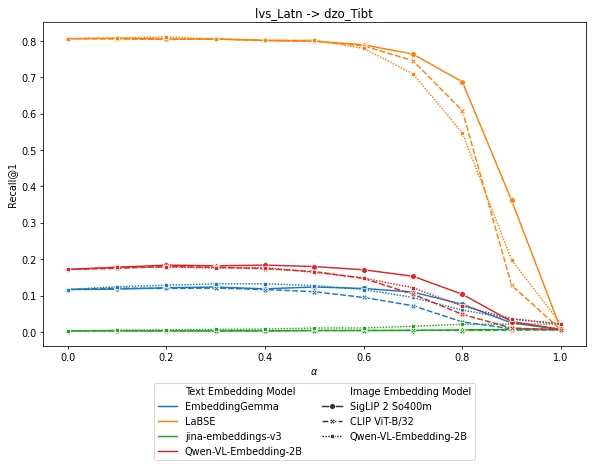 lvs_Latn -> dzo_Tibt
Recall@1
0.8
0.7
0.6
0.5
0.4
0.3
0.2
0.1
0.0
0.0 0.2 0.4 0.6 0.8 1.0
α
Text Embedding Model
EmbeddingGemma
LaBSE
jina-embeddings-v3
Qwen-VL-Embedding-2B
Image Embedding Model
SigLIP 2 So400m
CLIP ViT-B/32
Qwen-VL-Embedding-2B